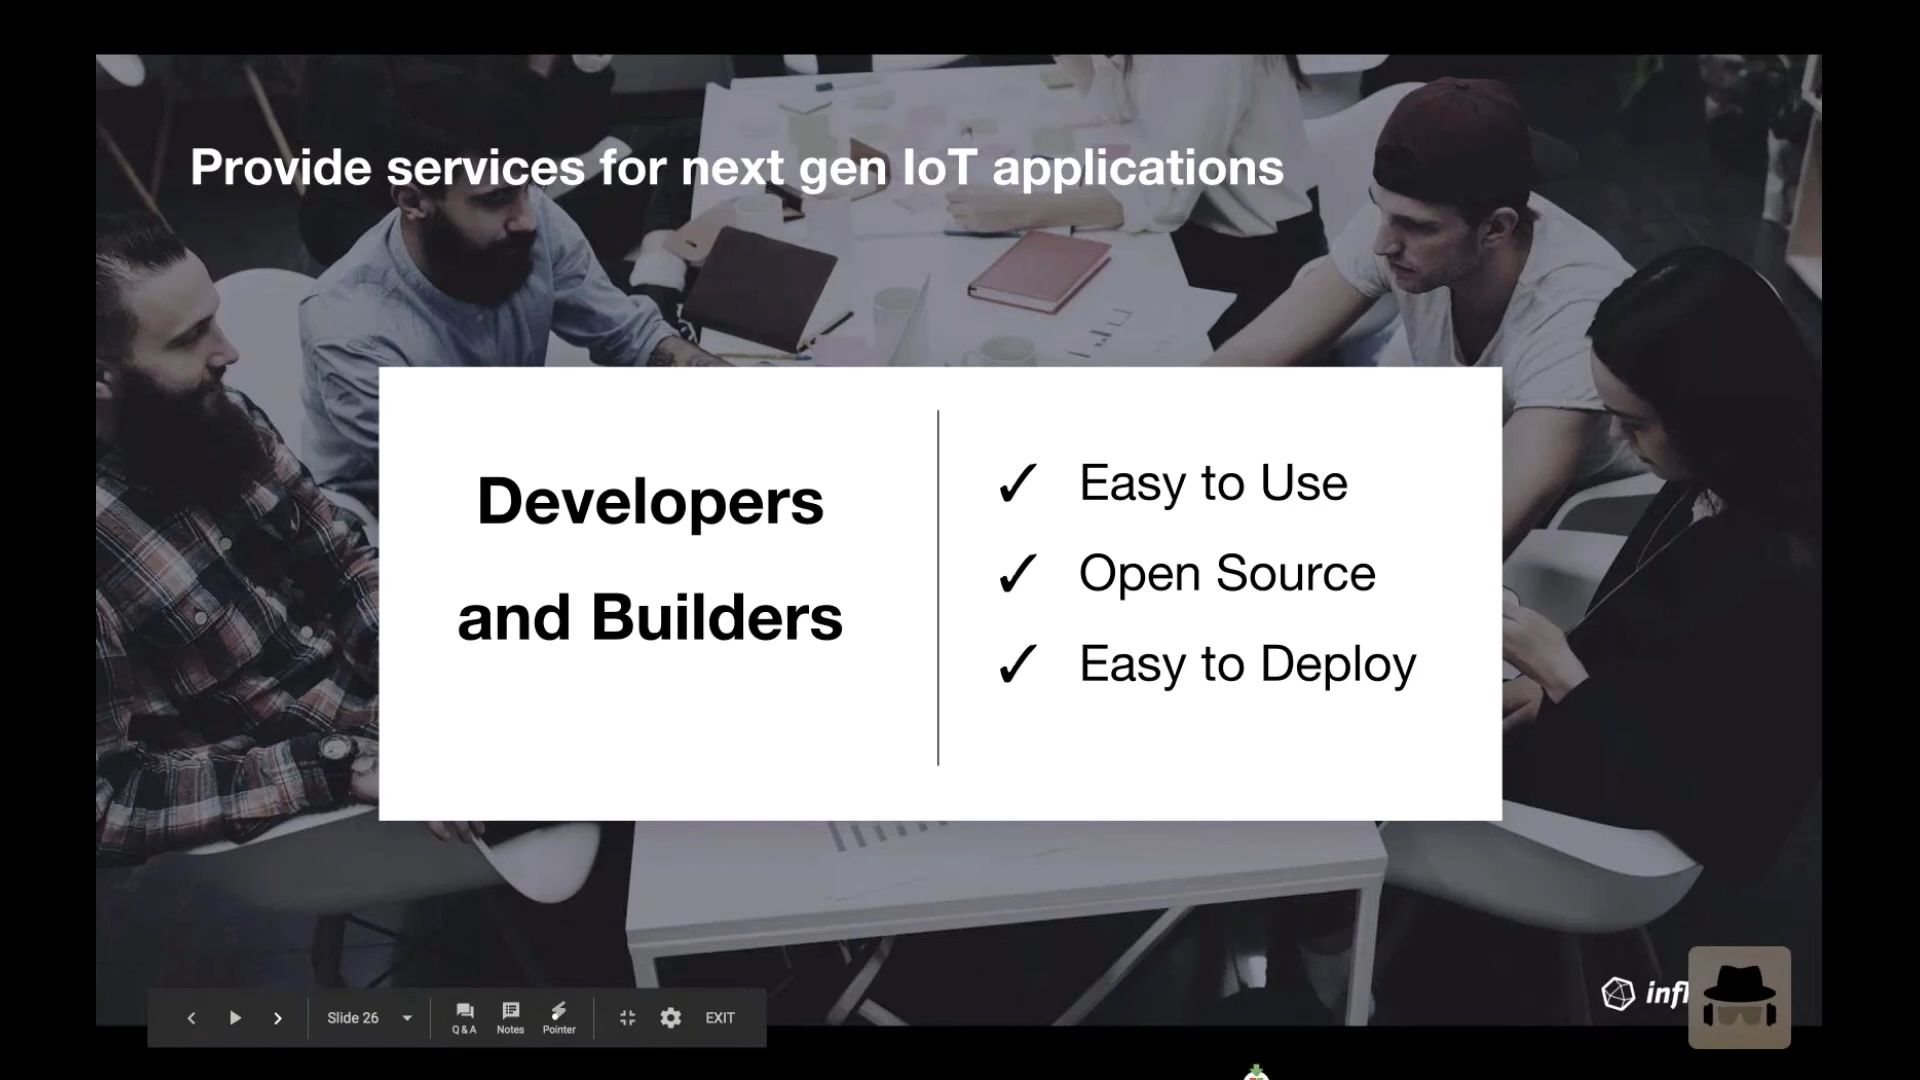 Provide services for next gen IoT applications
Developers
and Builders
✓ Easy to Use
✓ Open Source
✓ Easy to Deploy
Slide 26
Q & A
Notes
Pointer
EXIT